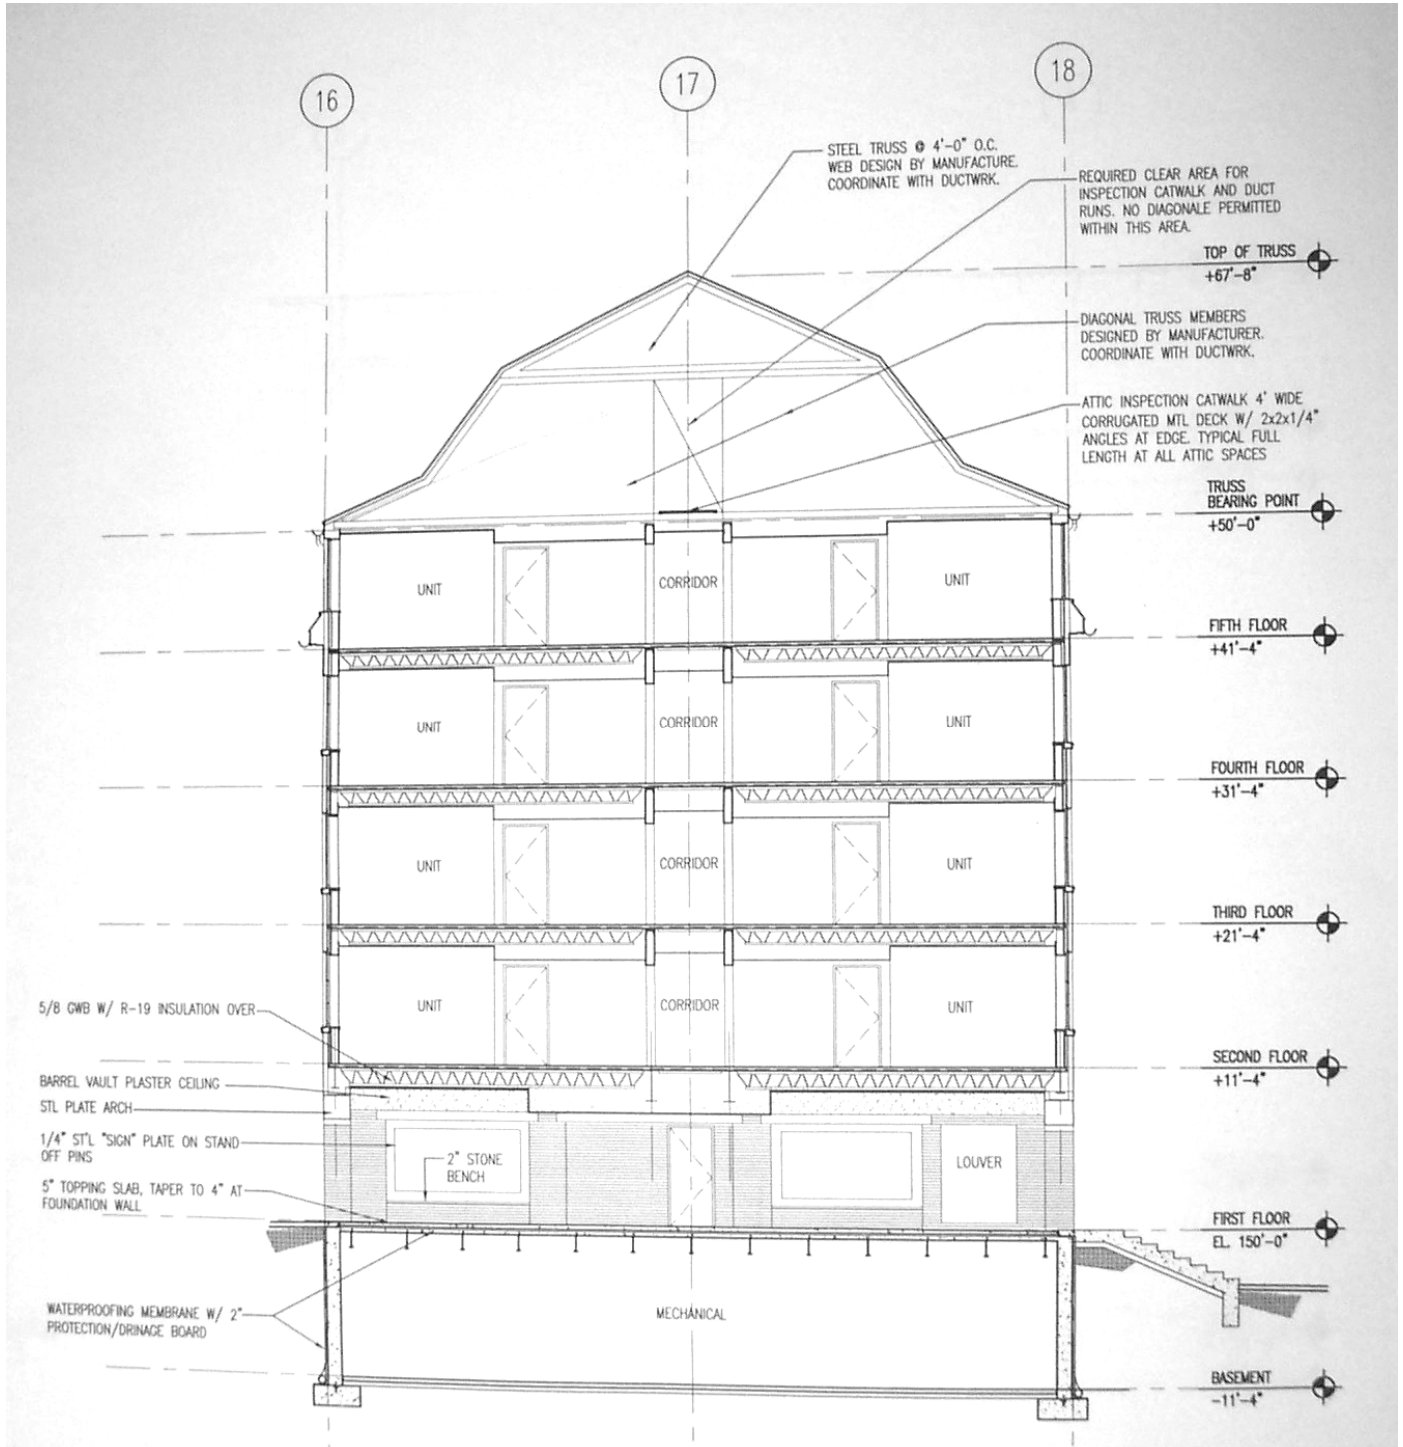 16
17
18
STEEL TRUSS @ 4'-0" O.C.
WEB DESIGN BY MANUFACTURE.
COORDINATE WITH DUCTWRK.
REQUIRED CLEAR AREA FOR
INSPECTION CATWALK AND DUCT
RUNS. NO DIAGONALE PERMITTED
WITHIN THIS AREA.
TOP OF TRUSS
+67'-8"
DIAGONAL TRUSS MEMBERS
DESIGNED BY MANUFACTURER.
COORDINATE WITH DUCTWRK.
ATTIC INSPECTION CATWALK 4' WIDE
CORRUGATED MTL DECK W/ 2x2x1/4"
ANGLES AT EDGE. TYPICAL FULL
LENGTH AT ALL ATTIC SPACES
TRUSS
BEARING POINT
+50'-0"
UNIT
CORRIDOR
UNIT
FIFTH FLOOR
+41'-4"
UNIT
CORRIDOR
UNIT
FOURTH FLOOR
+31'-4"
UNIT
CORRIDOR
UNIT
THIRD FLOOR
+21'-4"
UNIT
CORRIDOR
UNIT
5/8 GWB W/ R-19 INSULATION OVER
SECOND FLOOR
+11'-4"
BARREL VAULT PLASTER CEILING
STL PLATE ARCH
1/4" ST'L "SIGN" PLATE ON STAND
OFF PINS
2" STONE
BENCH
LOUVER
5" TOPPING SLAB, TAPER TO 4" AT
FOUNDATION WALL
FIRST FLOOR
EL. 150'-0"
WATERPROOFING MEMBRANE W/ 2"
PROTECTION/DRINAGE BOARD
MECHANICAL
BASEMENT
-11'-4"